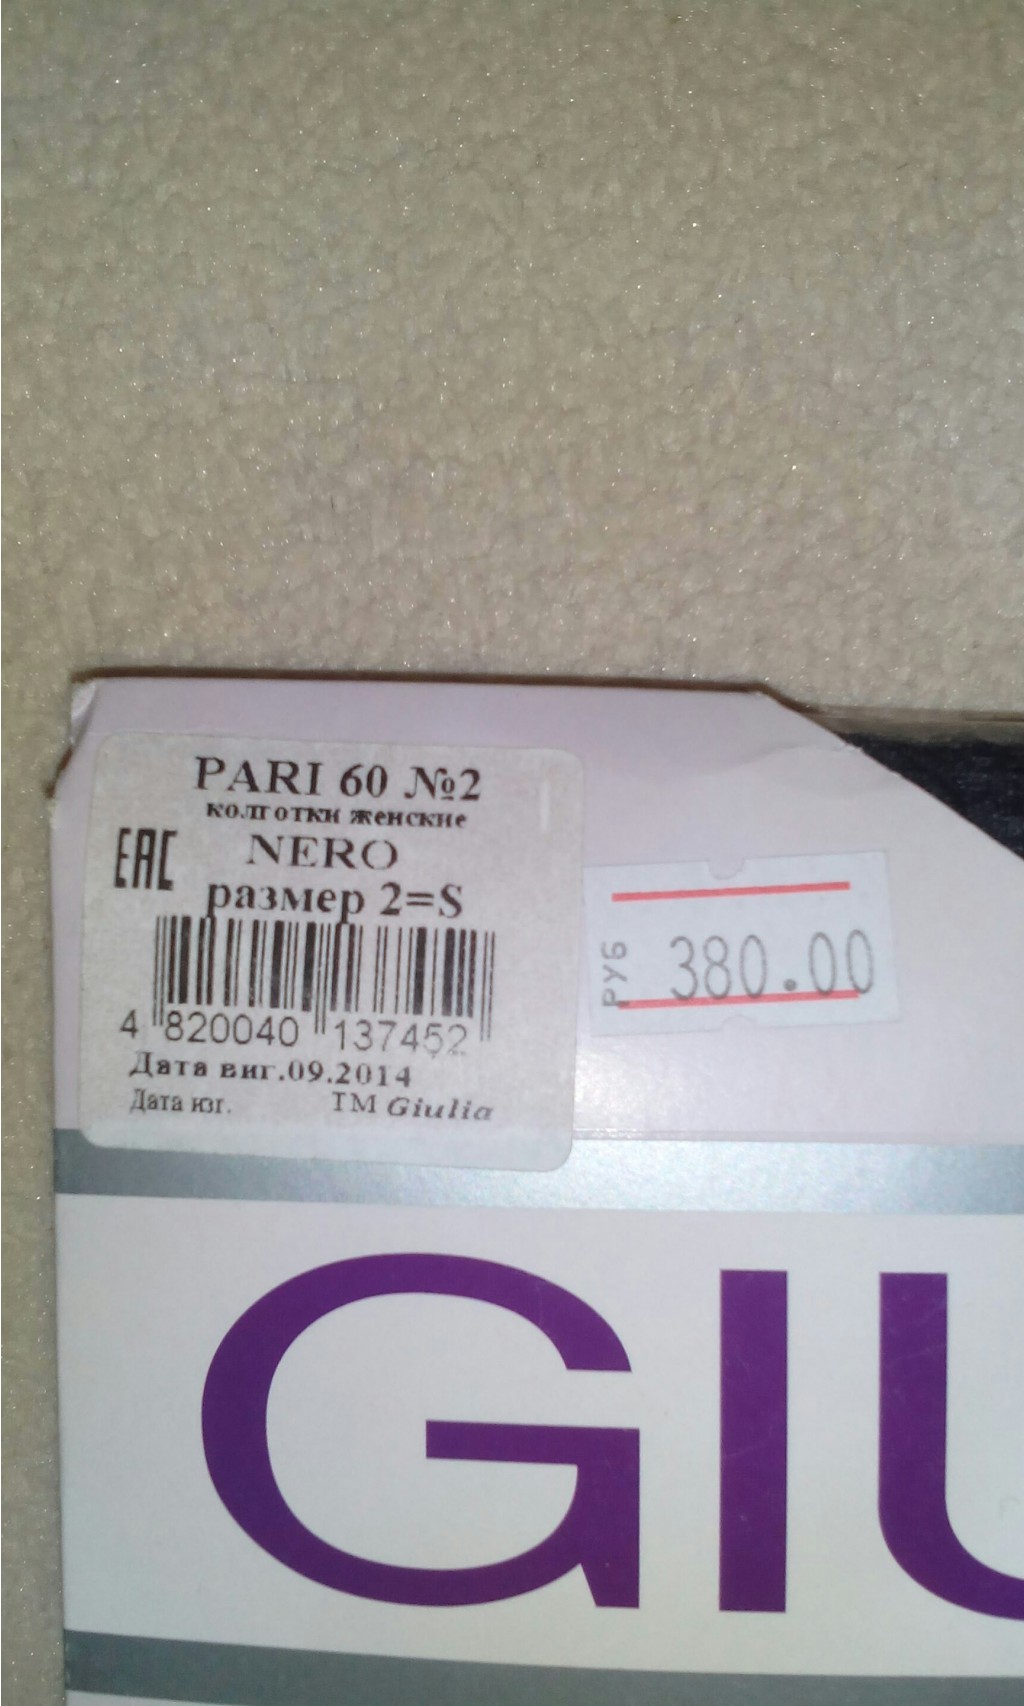 PARI 60 №2
колготки женские
EAC
NERO
размер 2=S
4 820040 137452
Дата виг.09.2014
Дата изг. TM Giulia
РУБ 380.00
GIU